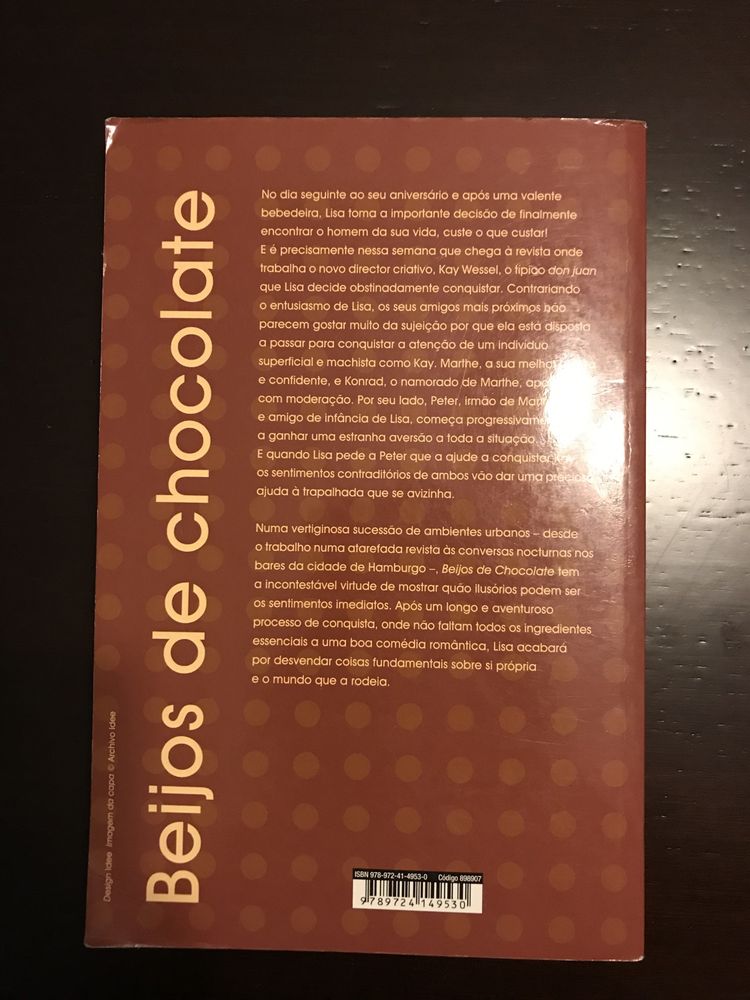 Beijos de chocolate
No dia seguinte ao seu aniversário e após uma valente
bebedeira, Lisa toma a importante decisão de finalmente
encontrar o homem da sua vida, custe o que custar!
E é precisamente nessa semana que chega à revista onde
trabalha o novo director criativo, Kay Wessel, o típico don juan
que Lisa decide obstinadamente conquistar. Contrariando
o entusiasmo de Lisa, os seus amigos mais próximos não
parecem gostar muito da sujeição por que ela está disposta
a passar para conquistar a atenção de um indivíduo
superficial e machista como Kay. Marthe, a sua melhor
e confidente, e Konrad, o namorado de Marthe,
com moderação. Por seu lado, Peter, irmão de
e amigo de infância de Lisa, começa
a ganhar uma estranha aversão a toda a situação.
E quando Lisa pede a Peter que a ajude a conquistar
os sentimentos contraditórios de ambos vão dar uma preciosa
ajuda à trapalhada que se avizinha.
Numa vertiginosa sucessão de ambientes urbanos – desde
o trabalho numa atarefada revista às conversas nocturnas nos
bares da cidade de Hamburgo –, Beijos de Chocolate tem
a incontestável virtude de mostrar quão ilusórios podem ser
os sentimentos imediatos. Após um longo e aventuroso
processo de conquista, onde não faltam todos os ingredientes
essenciais a uma boa comédia romântica, Lisa acabará
por desvendar coisas fundamentais sobre si própria
e o mundo que a rodeia.
Design Idee Imagem da capa © Archivo Idee
ISBN 978-972-41-4953-0 Código 898907
9 789724 149530